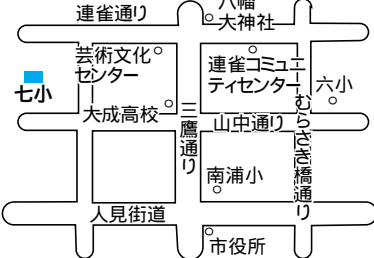 連雀通り
八幡
大神社
芸術文化
センター
連雀コミュニ
ティセンター
七小
六小
大成高校
三鷹通り
山中通り
むらさき橋通り
南浦小
人見街道
市役所